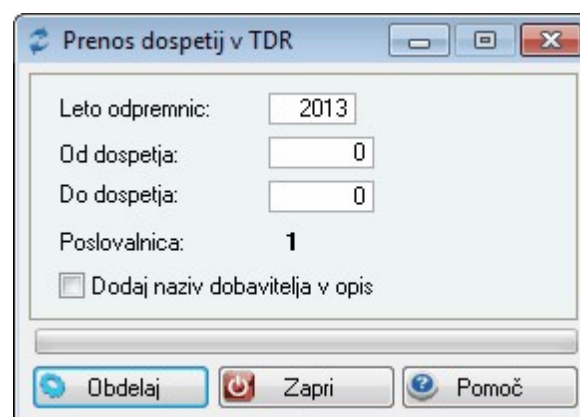 Prenos dospetij v TDR
Leto odpremnic: 2013
Od dospetja: 0
Do dospetja: 0
Poslovalnica: 1
Dodaj naziv dobavitelja v opis
Obdelaj Zapri Pomoč